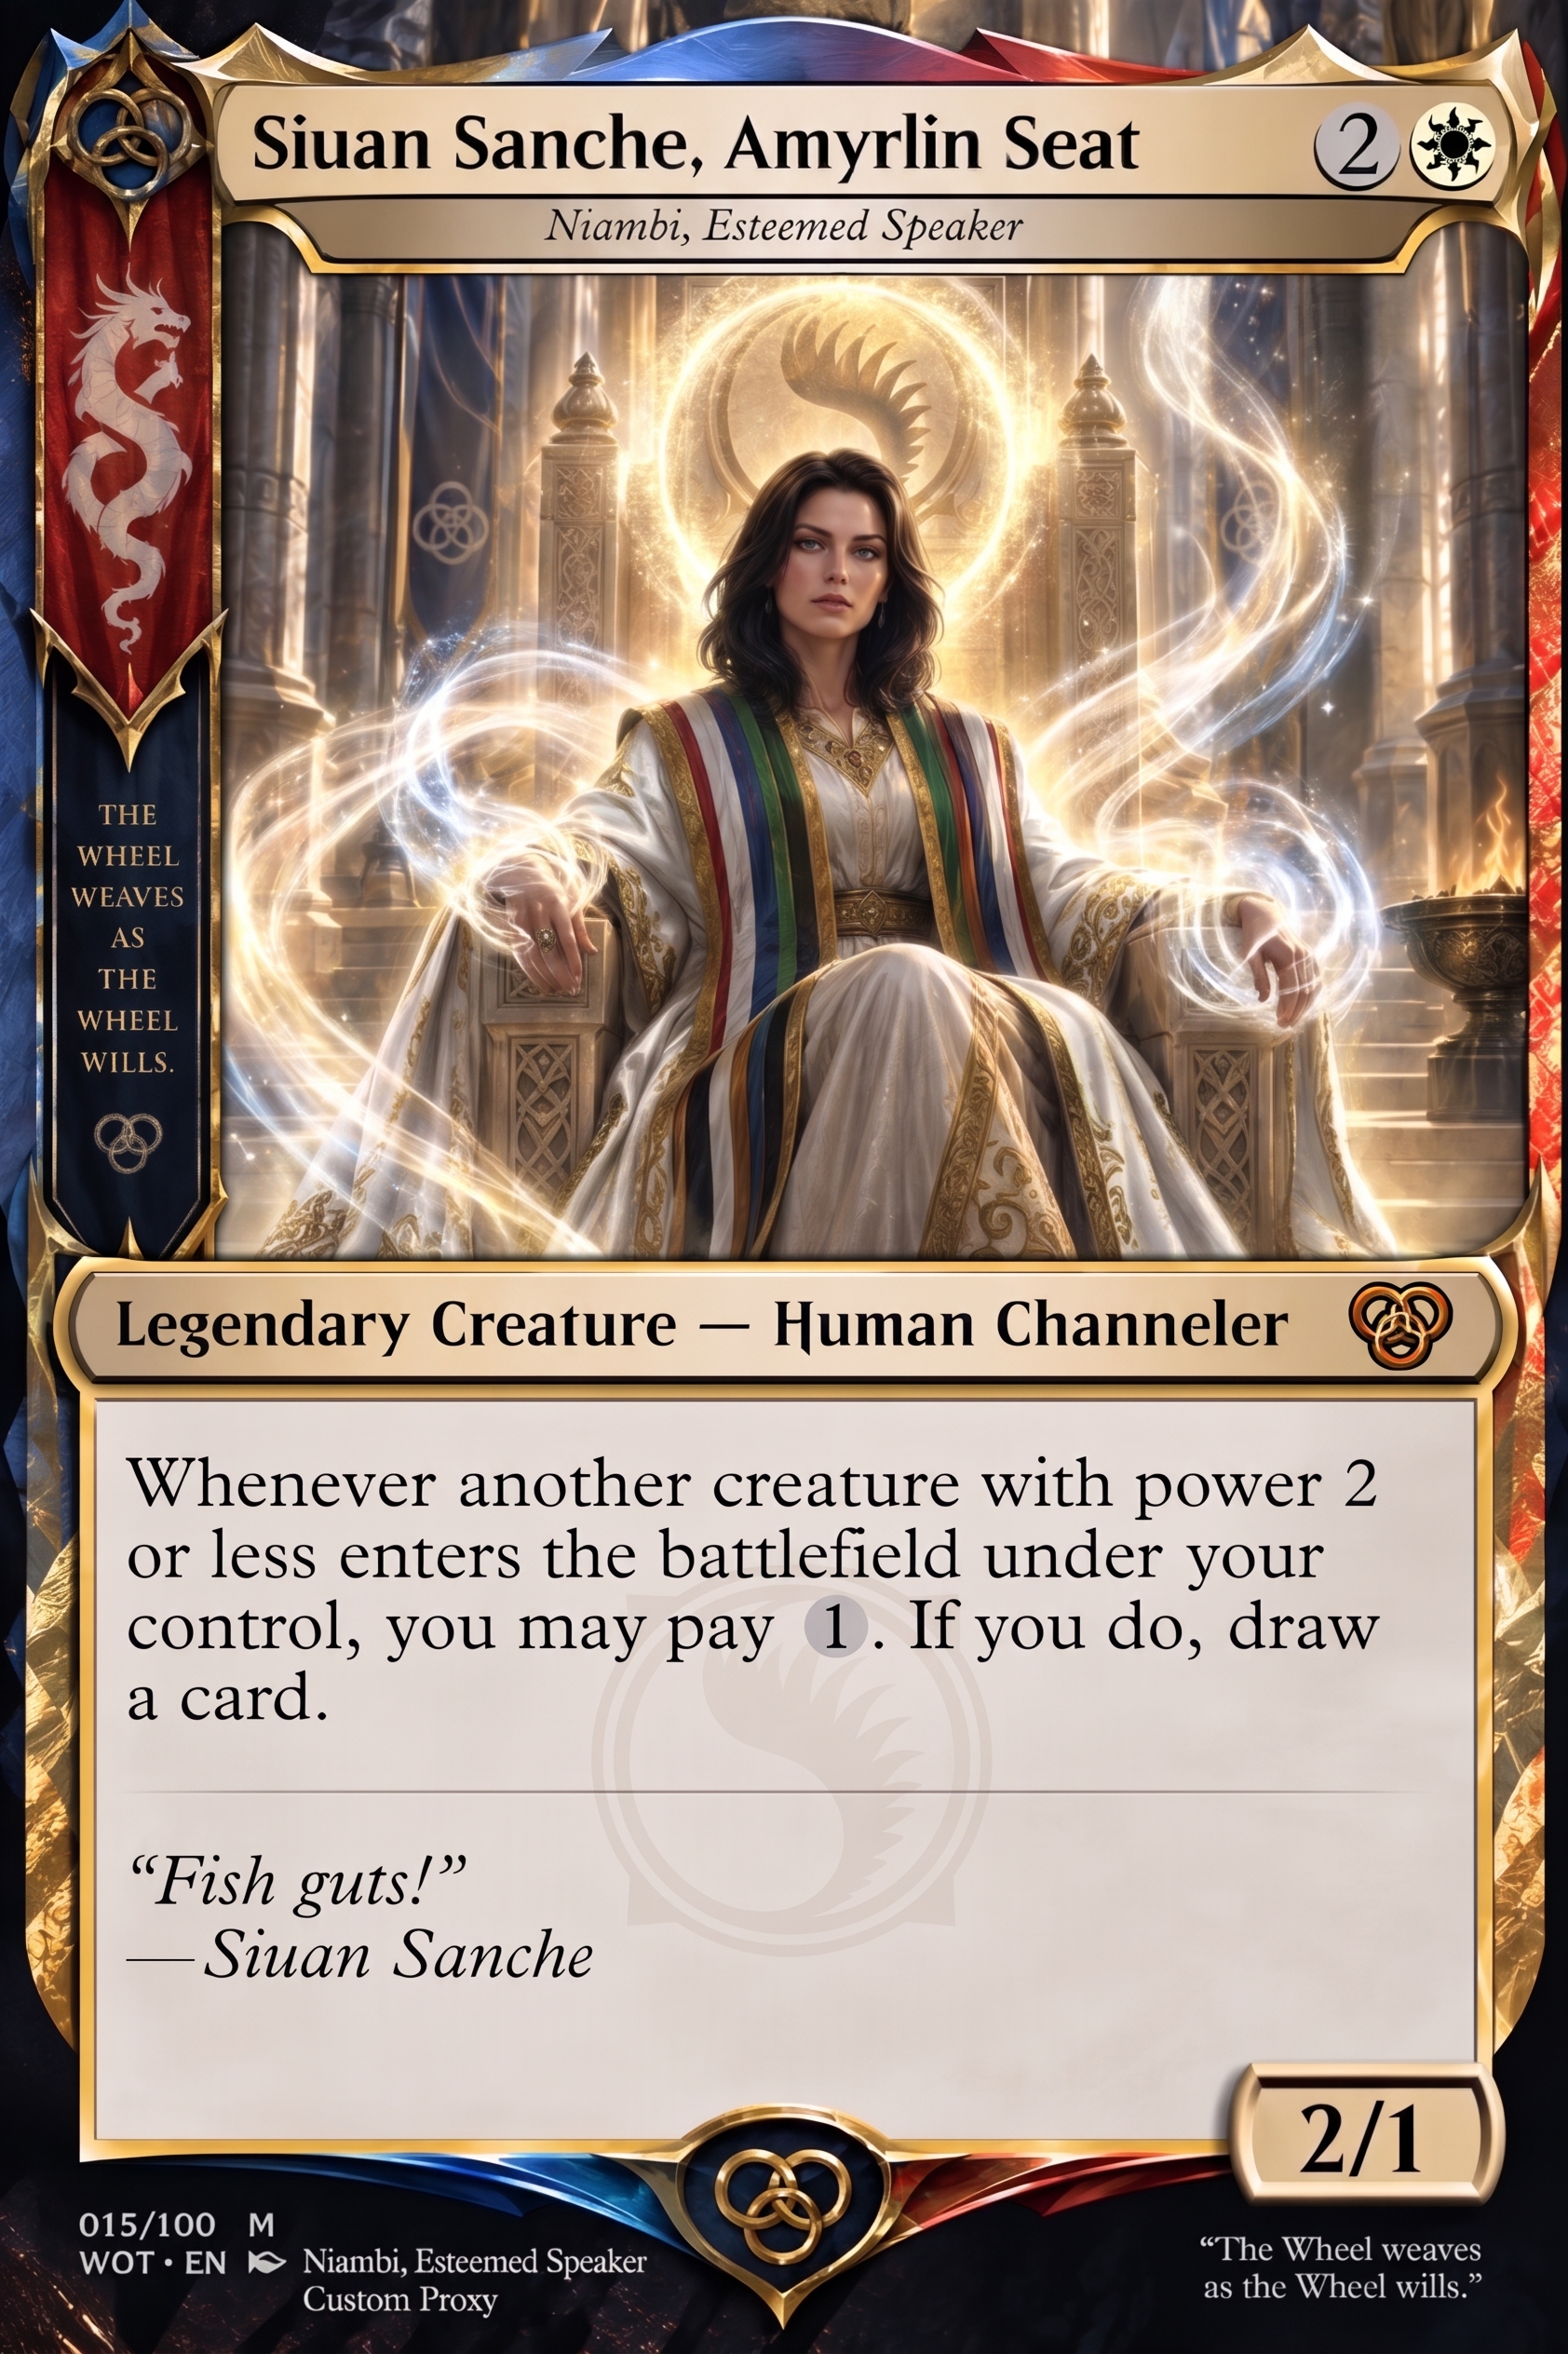 Siuan Sanche, Amyrlin Seat 2
Niambi, Esteemed Speaker
THE
WHEEL
WEAVES
AS
THE
WHEEL
WILLS.
Legendary Creature — Human Channeler
Whenever another creature with power 2
or less enters the battlefield under your
control, you may pay 1. If you do, draw
a card.
“Fish guts!”
—Siuan Sanche
2/1
015/100 M
WOT • EN Niambi, Esteemed Speaker
Custom Proxy
“The Wheel weaves
as the Wheel wills.”